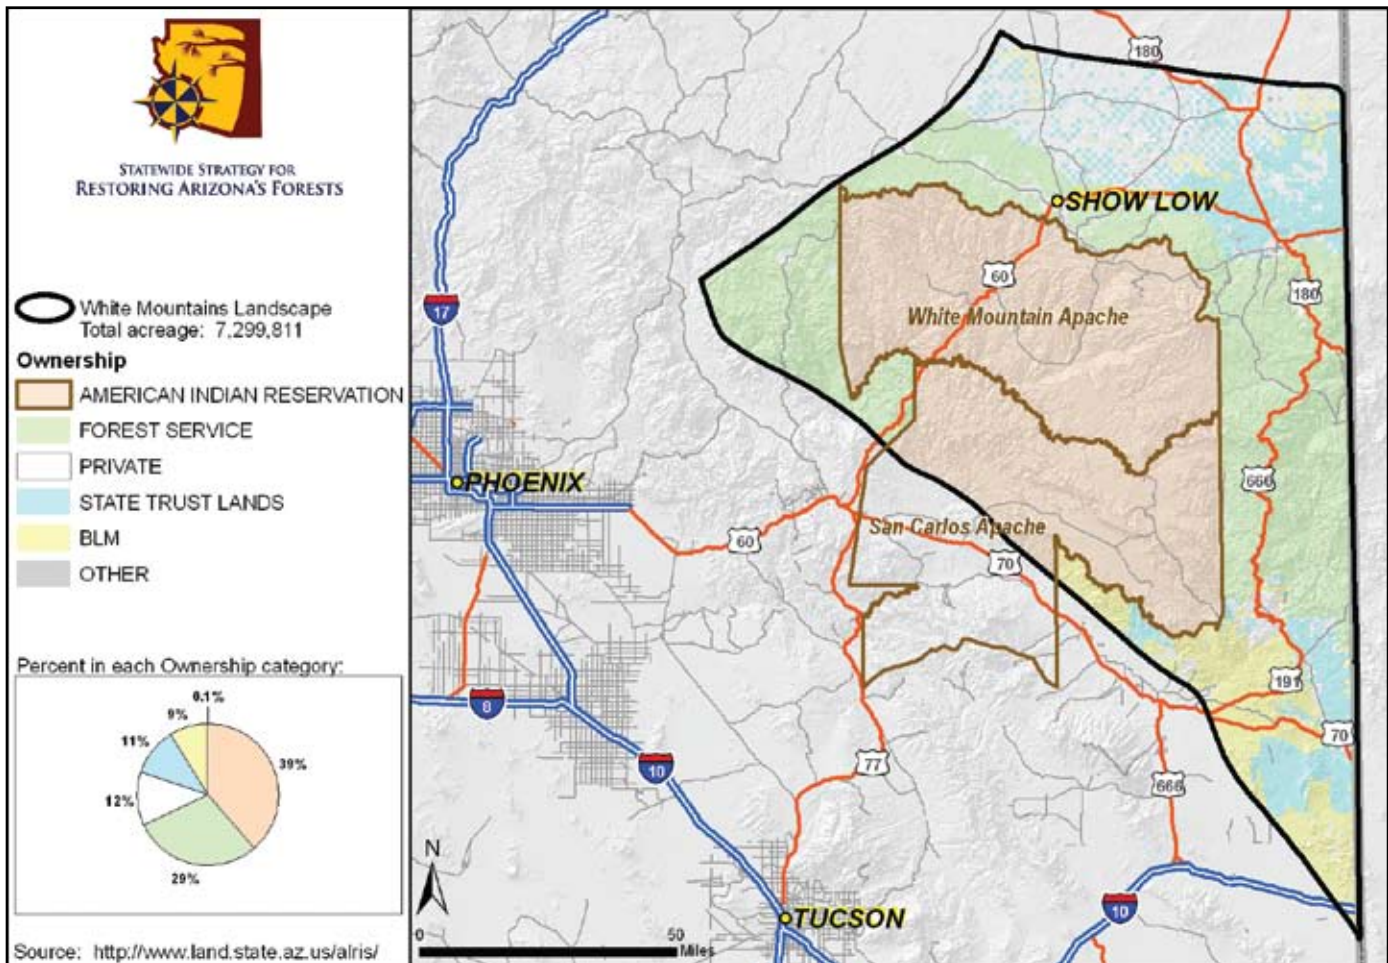 STATEWIDE STRATEGY FOR
RESTORING ARIZONA'S FORESTS
White Mountains Landscape
Total acreage: 7,299,811
Ownership
AMERICAN INDIAN RESERVATION
FOREST SERVICE
PRIVATE
STATE TRUST LANDS
BLM
OTHER
Percent in each Ownership category:
0.1%
9%
11%
39%
12%
29%
Source: http://www.land.state.az.us/alris/
180
SHOW LOW
60
180
17
White Mountain Apache
PHOENIX
666
San Carlos Apache
60
70
191
8
70
10
77
666
N
10
TUCSON
0
50
Miles